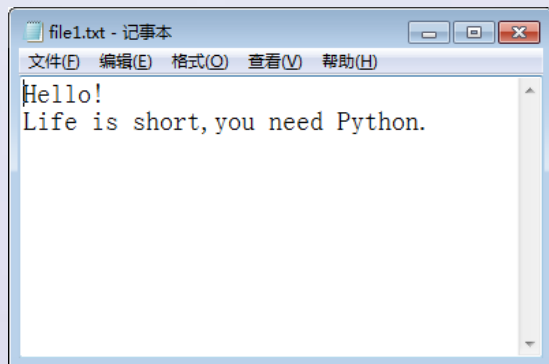 file1.txt - 记事本
文件(F) 编辑(E) 格式(O) 查看(V) 帮助(H)
Hello!
Life is short,you need Python.